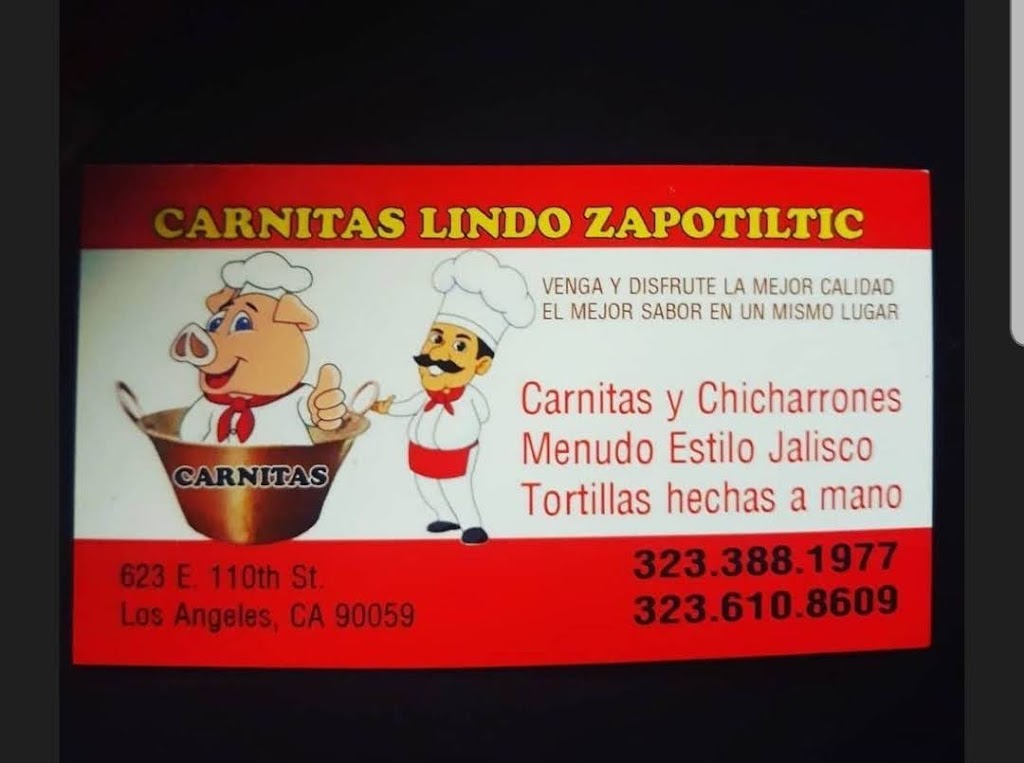 CARNITAS LINDO ZAPOTILTIC
VENGA Y DISFRUTE LA MEJOR CALIDAD
EL MEJOR SABOR EN UN MISMO LUGAR
Carnitas y Chicharrones
Menudo Estilo Jalisco
Tortillas hechas a mano
CARNITAS
623 E. 110th St.
Los Angeles, CA 90059
323.388.1977
323.610.8609